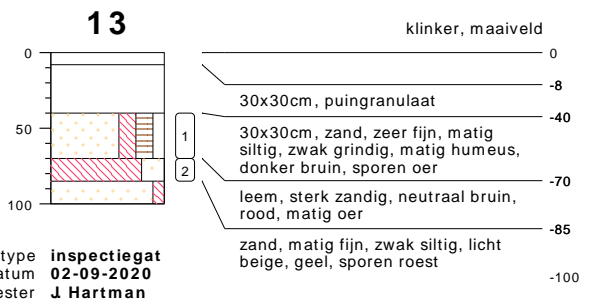 13
klinker, maaiveld
0
0
-8
30x30cm, puingranulaat
-40
30x30cm, zand, zeer fijn, matig
siltig, zwak grindig, matig humeus,
donker bruin, sporen oer
50
1
-70
2
leem, sterk zandig, neutraal bruin,
rood, matig oer
100
-85
zand, matig fijn, zwak siltig, licht
beige, geel, sporen roest
-100
type inspectiegat
atum 02-09-2020
ester J Hartman